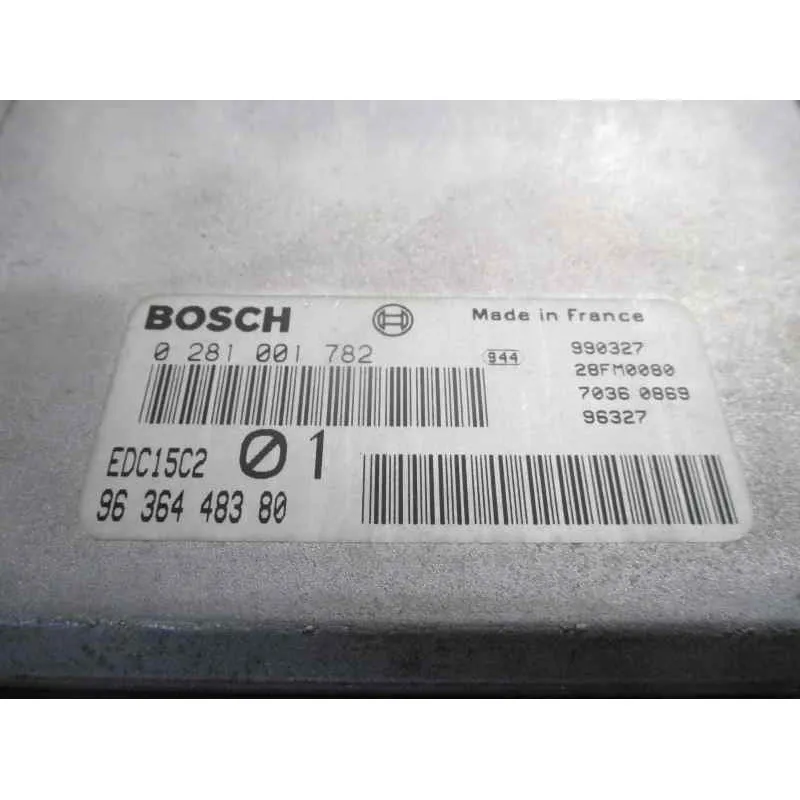 BOSCH
Made in France
0 281 001 782
944
990327
28FM0080
7036 0869
96327
EDC15C2
Ø 1
96 364 483 80